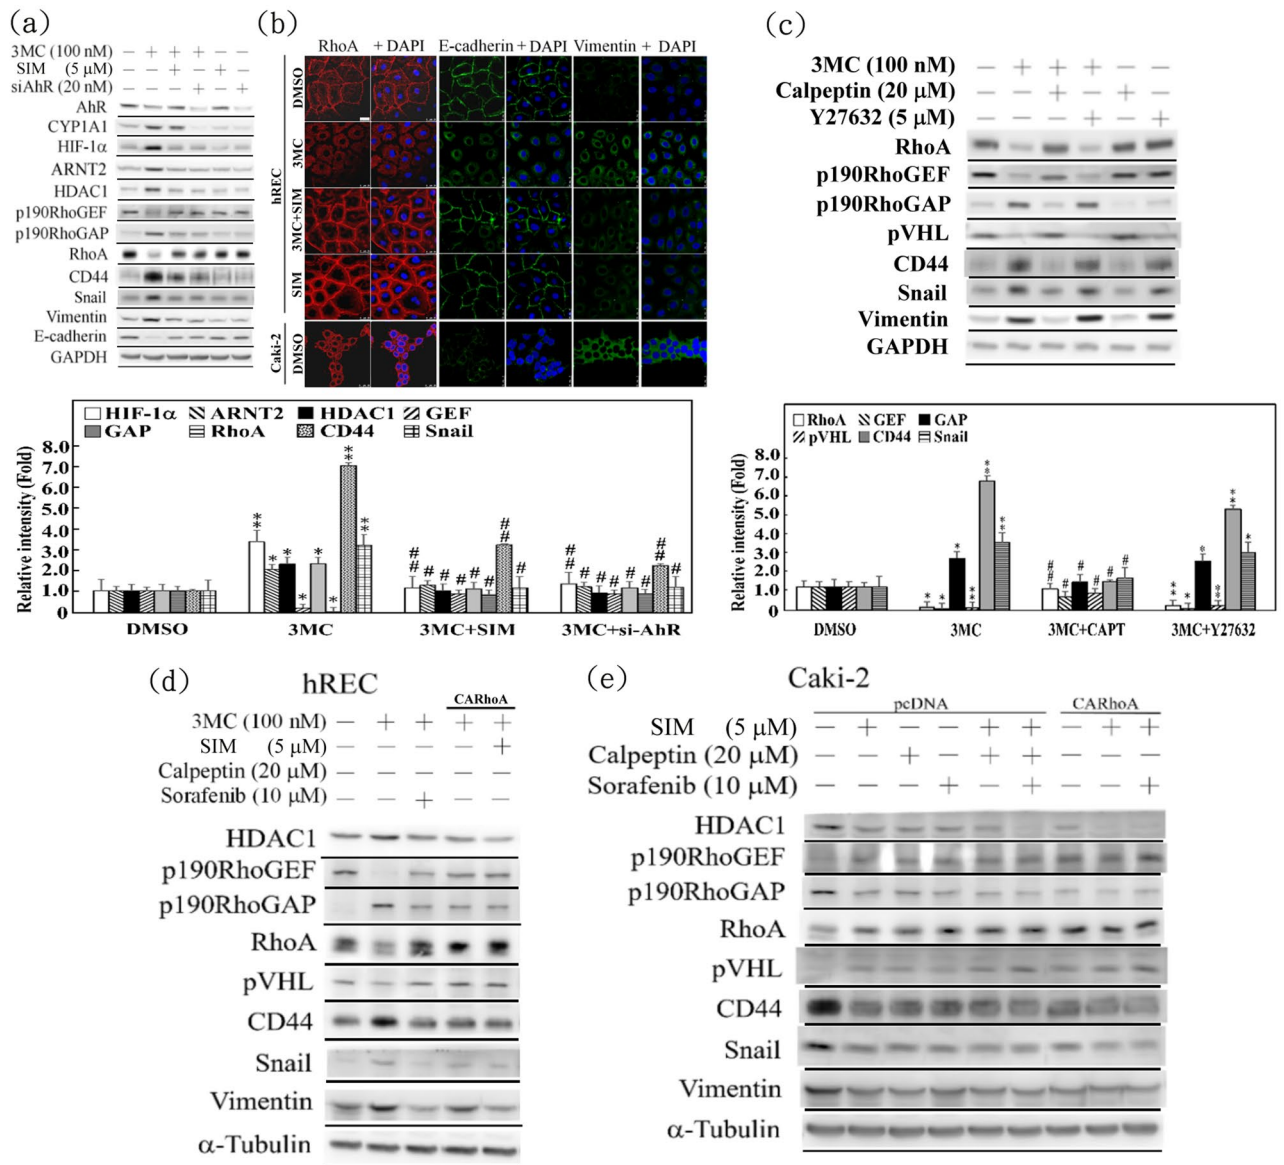 (a)
3MC (100 nM) — + + + — —
SIM (5 μM) — — + — + —
siAhR (20 nM) — — — + — +
AhR
CYP1A1
HIF-1α
ARNT2
HDAC1
p190RhoGEF
p190RhoGAP
RhoA
CD44
Snail
Vimentin
E-cadherin
GAPDH
(b)
RhoA + DAPI E-cadherin + DAPI Vimentin + DAPI
hREC
DMSO
3MC
3MC+SIM
SIM
Caki-2
DMSO
(c)
3MC (100 nM) — + + + — —
Calpeptin (20 μM) — — + — + —
Y27632 (5 μM) — — — + — +
RhoA
p190RhoGEF
p190RhoGAP
pVHL
CD44
Snail
Vimentin
GAPDH
HIF-1α ARNT2 HDAC1 GEF
GAP RhoA CD44 Snail
Relative intensity (Fold)
8.0
7.0
6.0
5.0
4.0
3.0
2.0
1.0
0
** * * * * * ** **
## # # # # # ## #
## # # # # # ## #
DMSO 3MC 3MC+SIM 3MC+si-AhR
RhoA GEF GAP
pVHL CD44 Snail
Relative intensity (Fold)
8.0
7.0
6.0
5.0
4.0
3.0
2.0
1.0
0
* * * ** ** **
## # # # # #
** * * ** ** *
DMSO 3MC 3MC+CAPT 3MC+Y27632
(d)
hREC
CARhoA
3MC (100 nM) — + + + +
SIM (5 μM) — — — — +
Calpeptin (20 μM) — — — — —
Sorafenib (10 μM) — — + — —
HDAC1
p190RhoGEF
p190RhoGAP
RhoA
pVHL
CD44
Snail
Vimentin
α-Tubulin
(e)
Caki-2
pcDNA CARhoA
SIM (5 μM) — + — — + + — + —
Calpeptin (20 μM) — — + — + + — — —
Sorafenib (10 μM) — — — + — + — — +
HDAC1
p190RhoGEF
p190RhoGAP
RhoA
pVHL
CD44
Snail
Vimentin
α-Tubulin